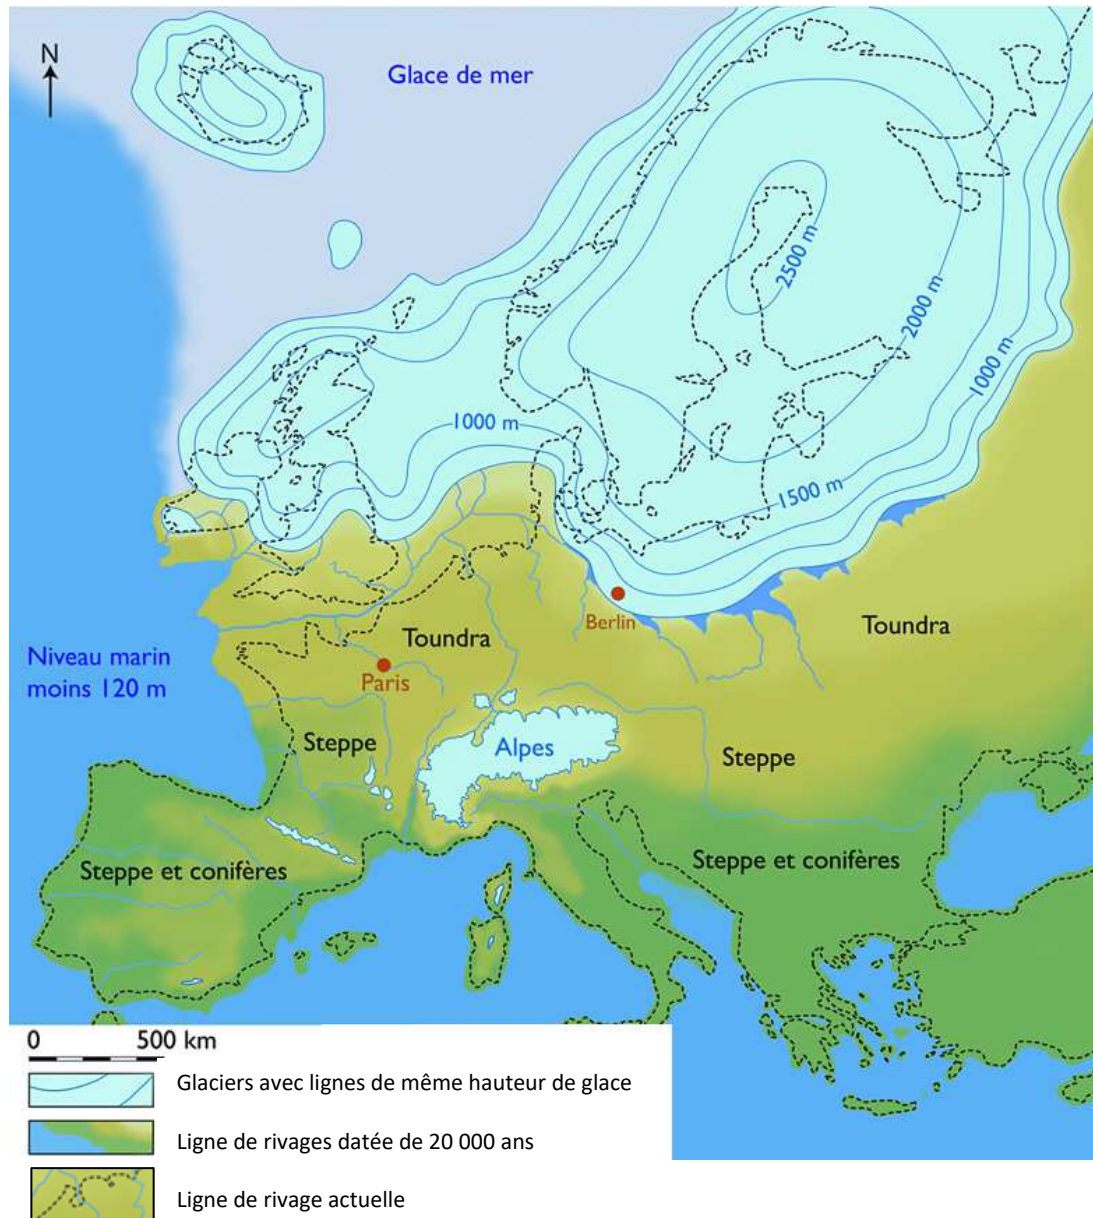 N
Glace de mer
2500 m
2000 m
1000 m
1000 m
1500 m
Berlin
Toundra
Toundra
Niveau marin
moins 120 m
Paris
Steppe
Alpes
Steppe
Steppe et conifères
Steppe et conifères
0 500 km
Glaciers avec lignes de même hauteur de glace
Ligne de rivages datée de 20 000 ans
Ligne de rivage actuelle